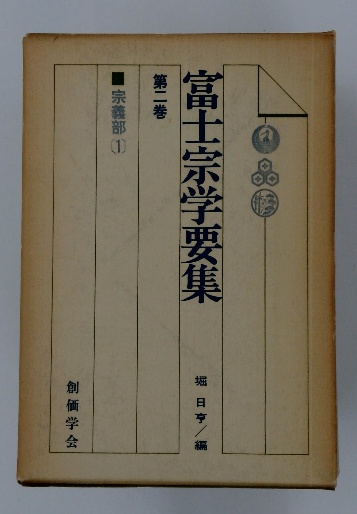 富士宗学要集
堀日亨/編
第二巻
■宗義部〔1〕
創価学会